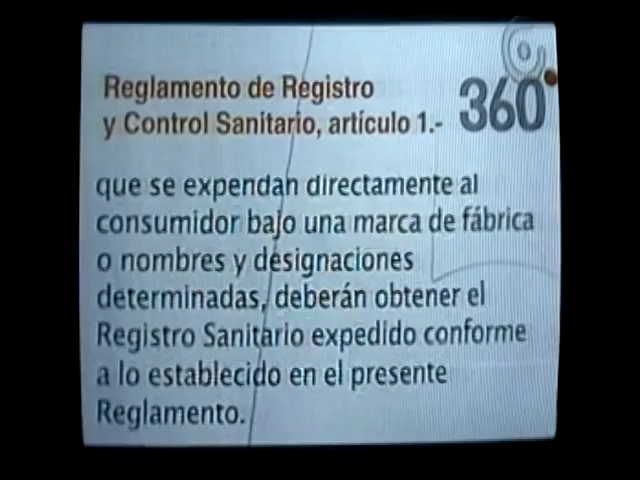 Reglamento de Registro
y Control Sanitario, artículo 1.-
360°
que se expendan directamente al
consumidor bajo una marca de fábrica
o nombres y designaciones
determinadas, deberán obtener el
Registro Sanitario expedido conforme
a lo establecido en el presente
Reglamento.